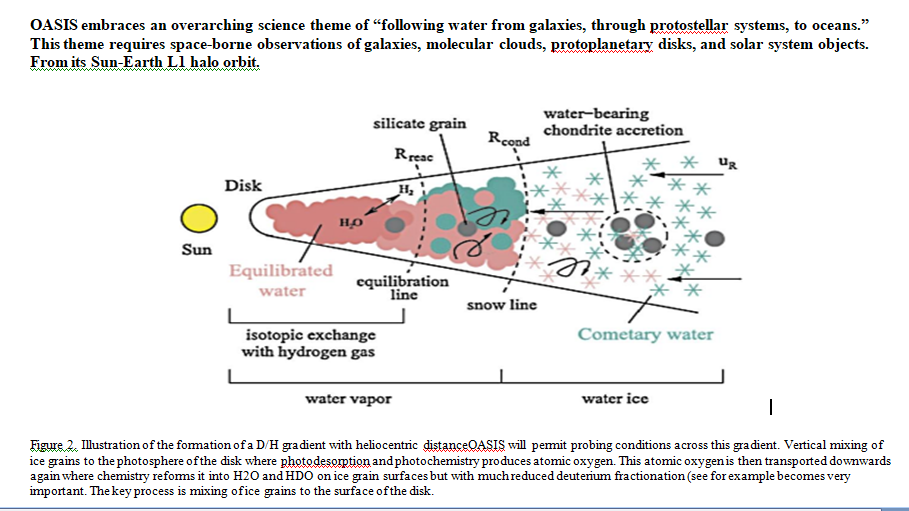 OASIS embraces an overarching science theme of “following water from galaxies, through protostellar systems, to oceans.”
This theme requires space-borne observations of galaxies, molecular clouds, protoplanetary disks, and solar system objects.
From its Sun-Earth L1 halo orbit.
silicate grain
water-bearing
chondrite accretion
Rcond
Rreac
uR
Disk
H2
H2O
Sun
Equilibrated
water
equilibration
line
snow line
isotopic exchange
with hydrogen gas
Cometary water
water vapor
water ice
Figure 2. Illustration of the formation of a D/H gradient with heliocentric distanceOASIS will permit probing conditions across this gradient. Vertical mixing of
ice grains to the photosphere of the disk where photodesorption and photochemistry produces atomic oxygen. This atomic oxygen is then transported downwards
again where chemistry reforms it into H2O and HDO on ice grain surfaces but with much reduced deuterium fractionation (see for example becomes very
important. The key process is mixing of ice grains to the surface of the disk.